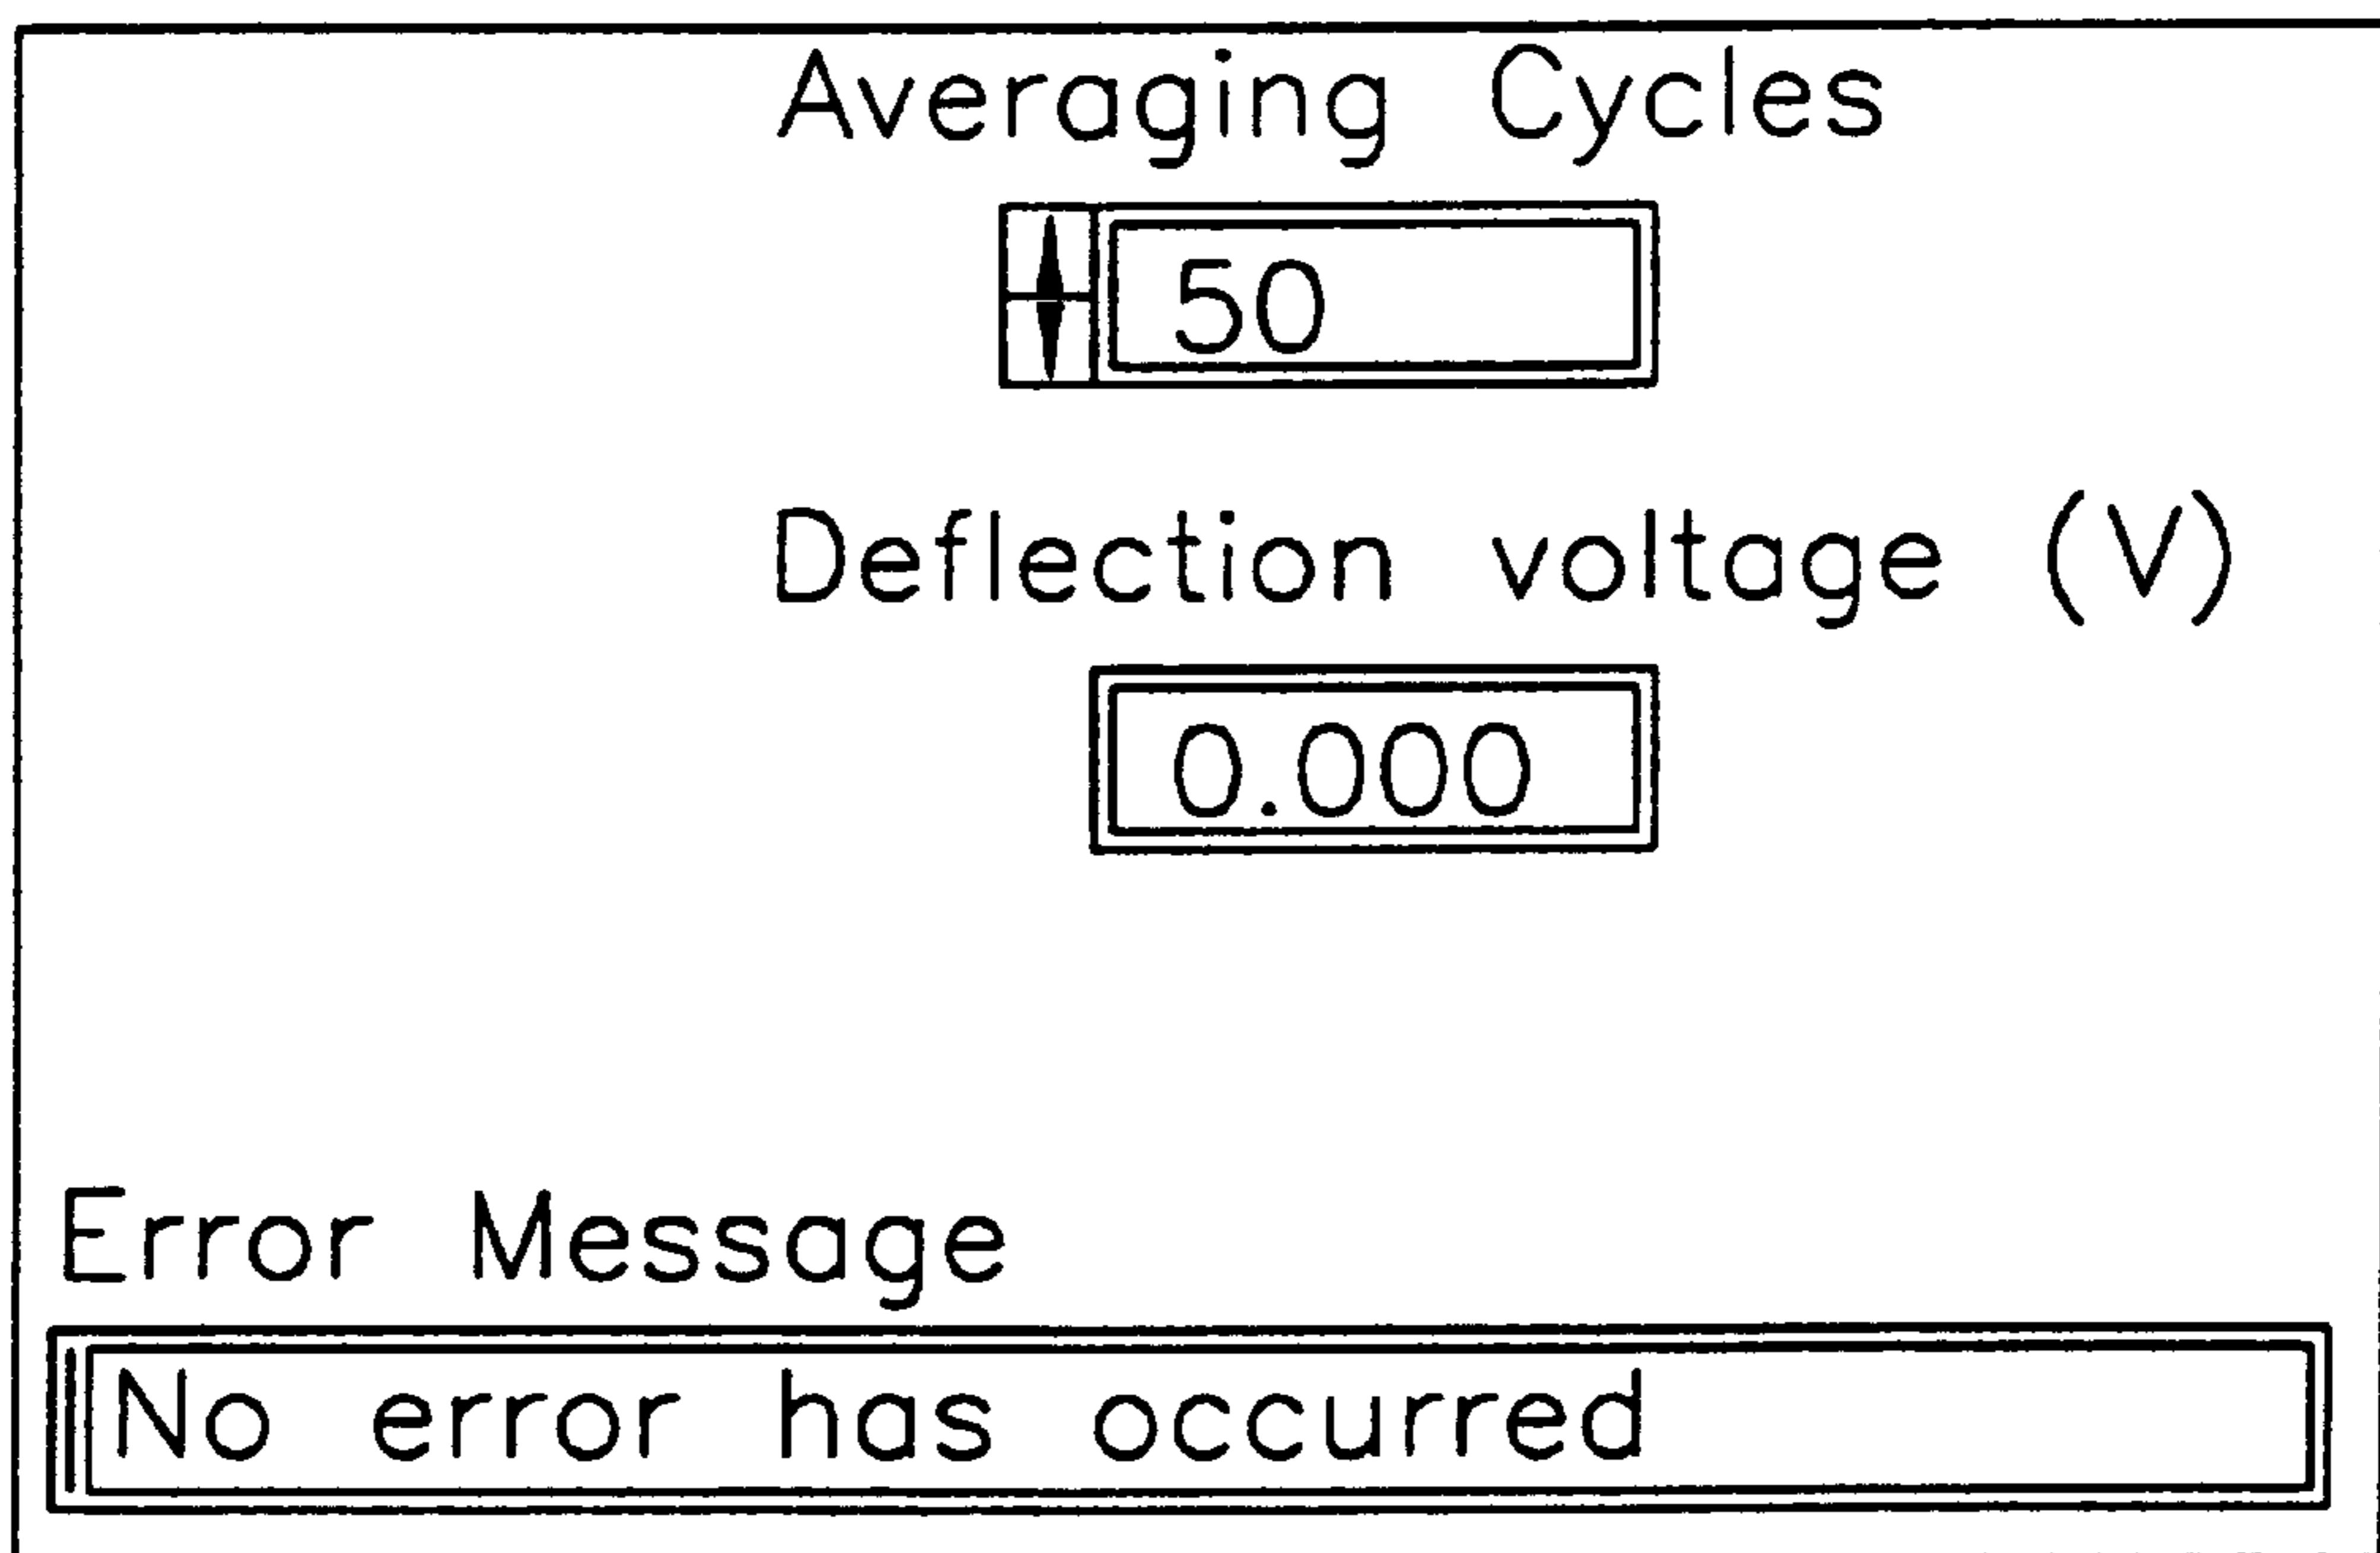 Averaging Cycles
50
Deflection voltage (V)
0.000
Error Message
No error has occurred